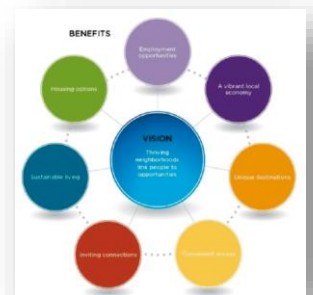 BENEFITS
Employment
opportunities
A vibrant local
economy
Unique destinations
Convenient access
Inviting connections
Sustainable living
Housing options
VISION
Thriving
neighborhoods
link people to
opportunities